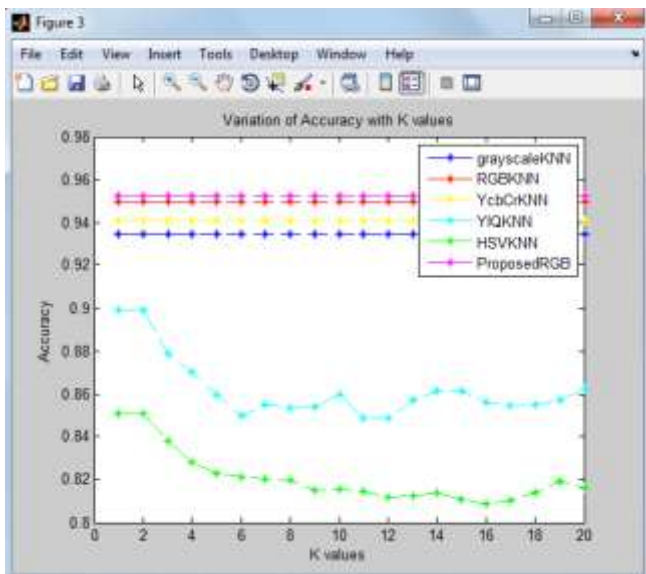 Figure 3
File Edit View Insert Tools Desktop Window Help
Variation of Accuracy with K values
0.98
0.96
0.94
0.92
0.9
0.88
0.86
0.84
0.82
0.8
Accuracy
grayscaleKNN
RGBKNN
YcbCrKNN
YIQKNN
HSVKNN
ProposedRGB
0 2 4 6 8 10 12 14 16 18 20
K values